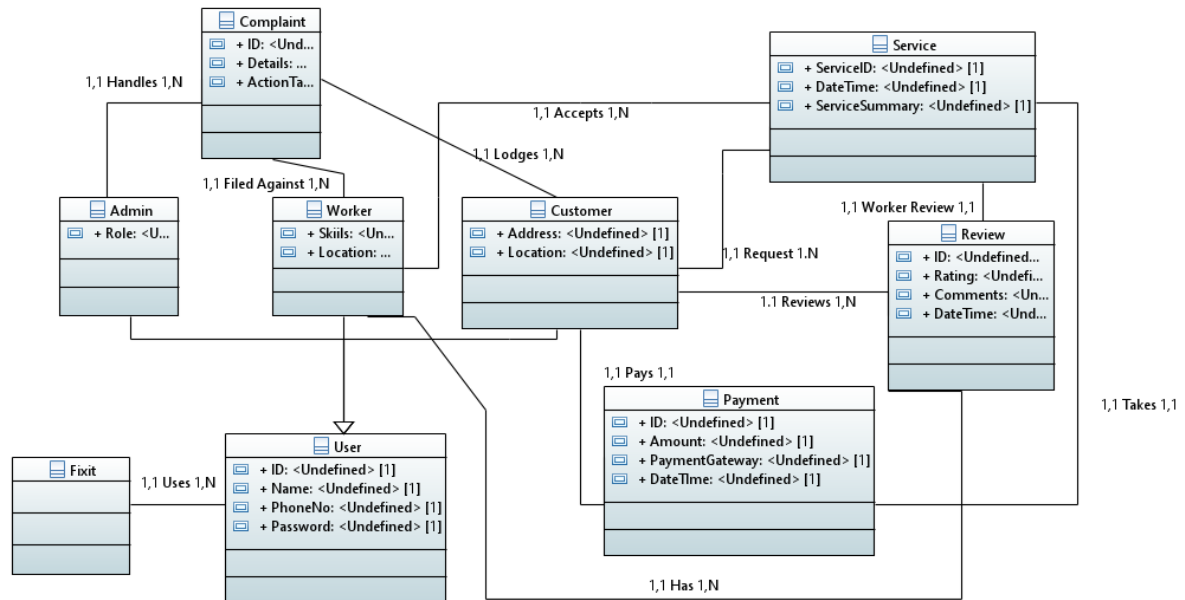 Complaint
+ ID: <Und...
+ Details: ...
+ ActionTa...
Service
+ ServiceID: <Undefined> [1]
+ DateTime: <Undefined> [1]
+ ServiceSummary: <Undefined> [1]
1,1 Handles 1,N
1,1 Accepts 1,N
1,1 Lodges 1,N
1,1 Filed Against 1,N
Admin
+ Role: <U...
Worker
+ Skiils: <Un...
+ Location: ...
Customer
+ Address: <Undefined> [1]
+ Location: <Undefined> [1]
1,1 Worker Review 1,1
Review
+ ID: <Undefined...
+ Rating: <Undefi...
+ Comments: <Un...
+ DateTime: <Und...
1,1 Request 1.N
1.1 Reviews 1,N
1,1 Pays 1,1
Payment
+ ID: <Undefined> [1]
+ Amount: <Undefined> [1]
+ PaymentGateway: <Undefined> [1]
+ DateTIme: <Undefined> [1]
1,1 Takes 1,1
User
+ ID: <Undefined> [1]
+ Name: <Undefined> [1]
+ PhoneNo: <Undefined> [1]
+ Password: <Undefined> [1]
Fixit
1,1 Uses 1,N
1,1 Has 1,N